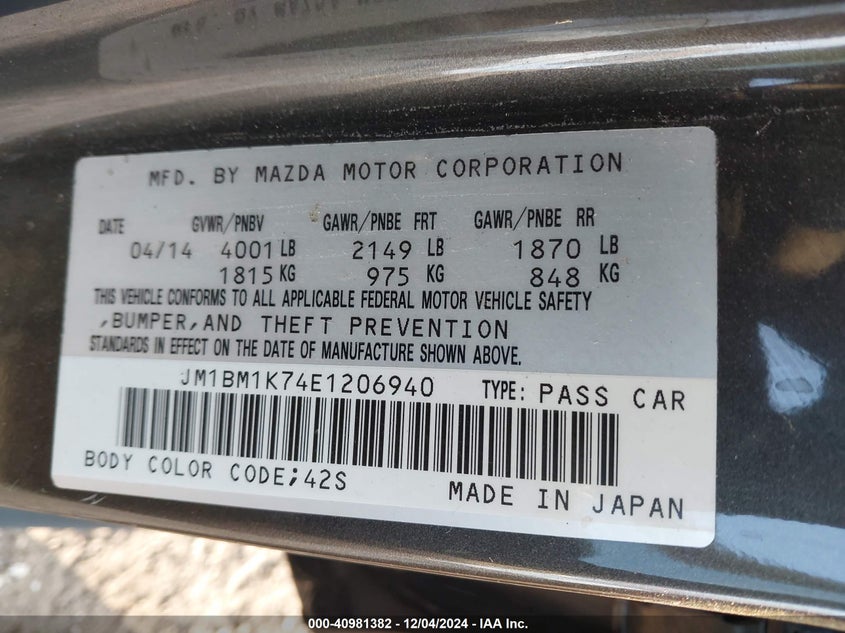 MFD. BY MAZDA MOTOR CORPORATION
DATE GVWR/PNBV GAWR/PNBE FRT GAWR/PNBE RR
04/14 4001 LB 2149 LB 1870 LB
1815 KG 975 KG 848 KG
THIS VEHICLE CONFORMS TO ALL APPLICABLE FEDERAL MOTOR VEHICLE SAFETY
,BUMPER,AND THEFT PREVENTION
STANDARDS IN EFFECT ON THE DATE OF MANUFACTURE SHOWN ABOVE.
JM1BM1K74E1206940 TYPE: PASS CAR
BODY COLOR CODE;42S
MADE IN JAPAN
000-40981382 - 12/04/2024 - IAA Inc.